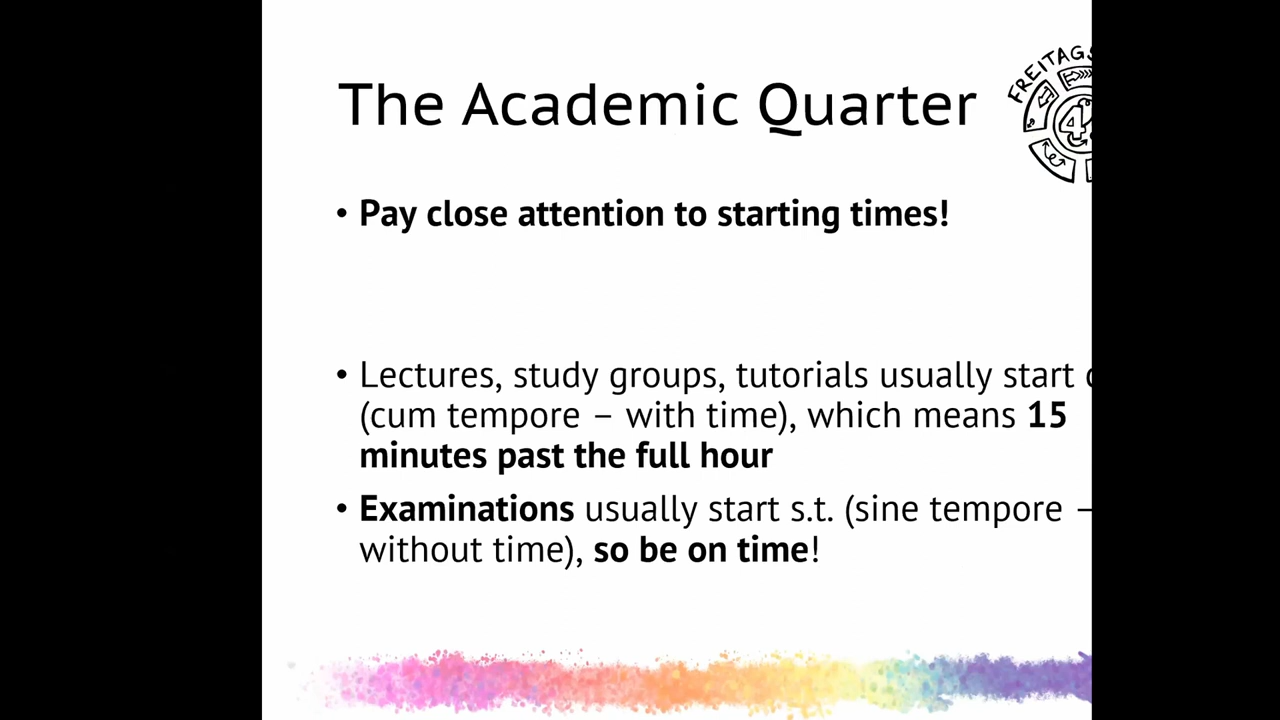 The Academic Quarter
FREITAGS
4
• Pay close attention to starting times!
• Lectures, study groups, tutorials usually start
(cum tempore – with time), which means 15
minutes past the full hour
• Examinations usually start s.t. (sine tempore –
without time), so be on time!